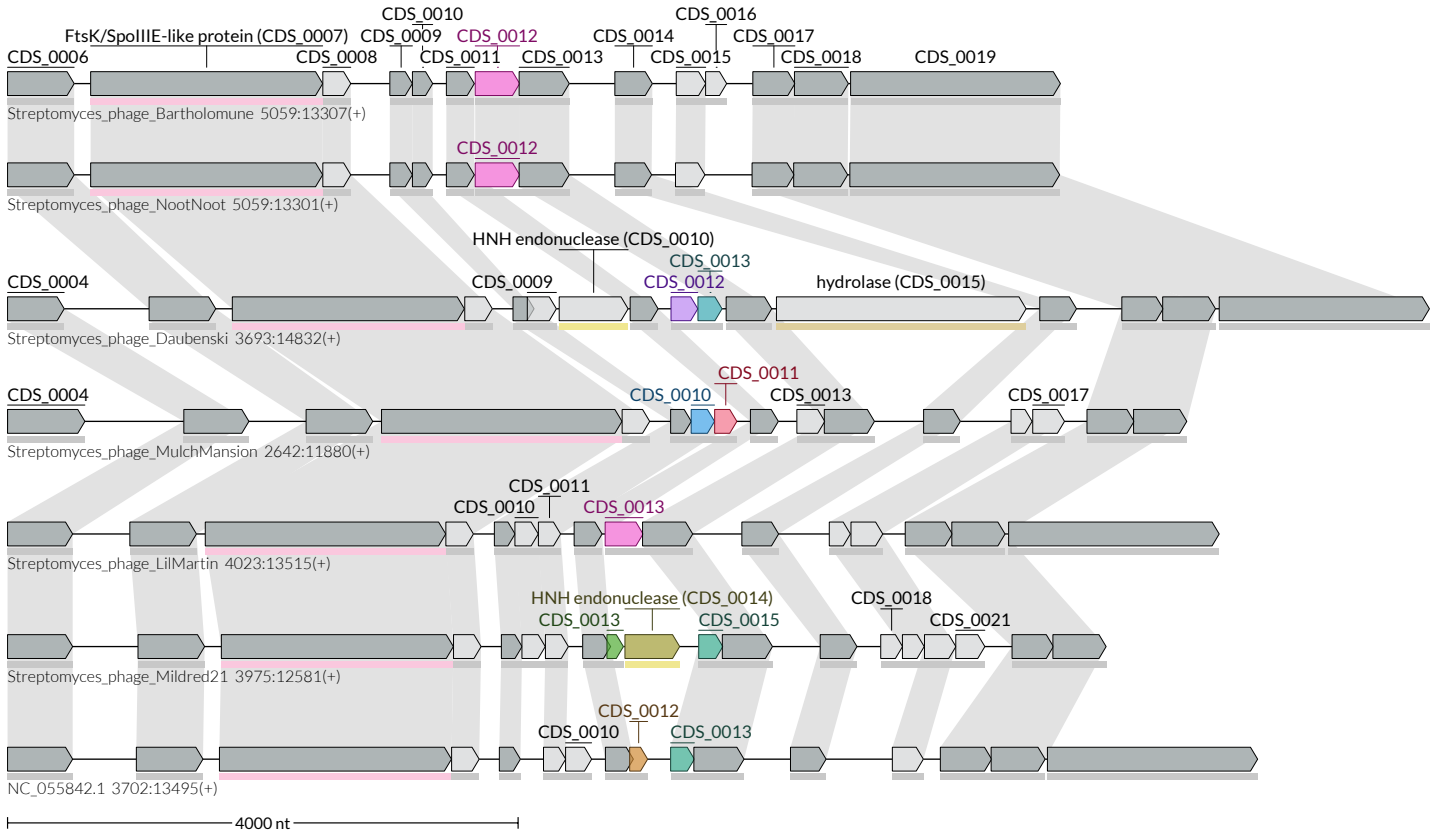 CDS_0010 CDS_0016
FtsK/SpoIIIE-like protein (CDS_0007) CDS_0009 CDS_0012 CDS_0014 CDS_0017
CDS_0006 CDS_0008 CDS_0011 CDS_0013 CDS_0015 CDS_0018 CDS_0019
Streptomyces_phage_Bartholomune 5059:13307(+)
CDS_0012
Streptomyces_phage_NootNoot 5059:13301(+)
HNH endonuclease (CDS_0010)
CDS_0013
CDS_0004 CDS_0009 CDS_0012 hydrolase (CDS_0015)
Streptomyces_phage_Daubenski 3693:14832(+)
CDS_0011
CDS_0004 CDS_0010 CDS_0013 CDS_0017
Streptomyces_phage_MulchMansion 2642:11880(+)
CDS_0011
CDS_0010 CDS_0013
Streptomyces_phage_LilMartin 4023:13515(+)
HNH endonuclease (CDS_0014) CDS_0018
CDS_0013 CDS_0015 CDS_0021
Streptomyces_phage_Mildred21 3975:12581(+)
CDS_0012
CDS_0010 CDS_0013
NC_055842.1 3702:13495(+)
4000 nt